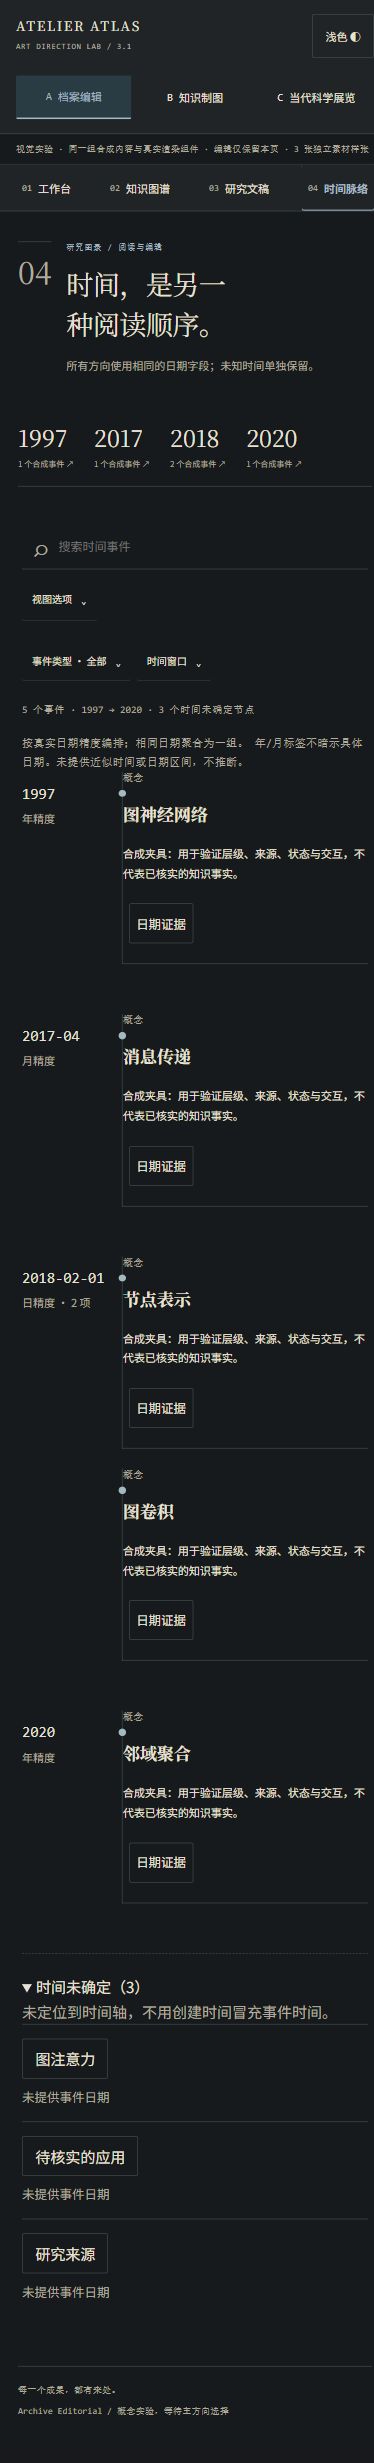 ATELIER ATLAS
ART DIRECTION LAB / 3.1
浅色
A 档案编辑
B 知识制图
C 当代科学展览
视觉实验 · 同一组合成内容与真实渲染组件 · 编辑仅保留本页 · 3 张独立素材样张
01 工作台
02 知识图谱
03 研究文稿
04 时间脉络
04
研究图录 / 阅读与编辑
时间，是另一
种阅读顺序。
所有方向使用相同的日期字段；未知时间单独保留。
1997
2017
2018
2020
1 个合成事件 ↗
1 个合成事件 ↗
2 个合成事件 ↗
1 个合成事件 ↗
搜索时间事件
视图选项
事件类型 · 全部
时间窗口
5 个事件 · 1997 → 2020 · 3 个时间未确定节点
按真实日期精度编排；相同日期聚合为一组。 年/月标签不暗示具体
日期。未提供近似时间或日期区间，不推断。
概念
1997
图神经网络
年精度
合成夹具：用于验证层级、来源、状态与交互，不
代表已核实的知识事实。
日期证据
概念
2017-04
消息传递
月精度
合成夹具：用于验证层级、来源、状态与交互，不
代表已核实的知识事实。
日期证据
概念
2018-02-01
节点表示
日精度 · 2 项
合成夹具：用于验证层级、来源、状态与交互，不
代表已核实的知识事实。
日期证据
概念
图卷积
合成夹具：用于验证层级、来源、状态与交互，不
代表已核实的知识事实。
日期证据
概念
2020
邻域聚合
年精度
合成夹具：用于验证层级、来源、状态与交互，不
代表已核实的知识事实。
日期证据
▼ 时间未确定（3）
未定位到时间轴，不用创建时间冒充事件时间。
图注意力
未提供事件日期
待核实的应用
未提供事件日期
研究来源
未提供事件日期
每一个成果，都有来处。
Archive Editorial / 概念实验，等待主方向选择